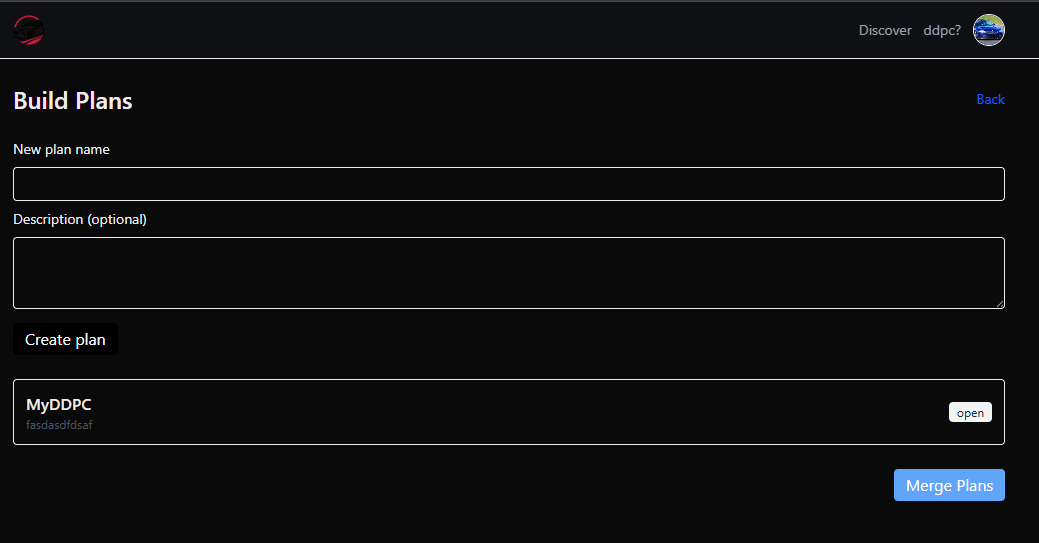 Discover ddpc?
Build Plans
Back
New plan name
Description (optional)
Create plan
MyDDPC
fasdasdfdsaf
open
Merge Plans